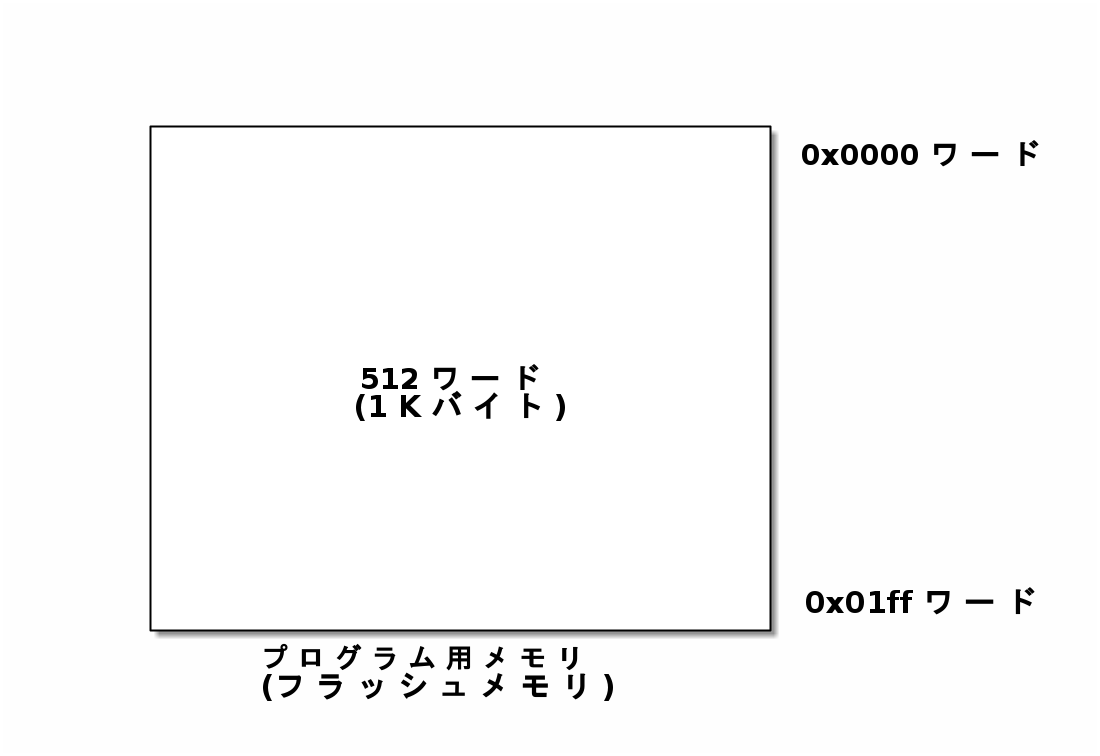 0x0000 ワード
512 ワード
(1 K バイト)
0x01ff ワード
プログラム用メモリ
(フラッシュメモリ)